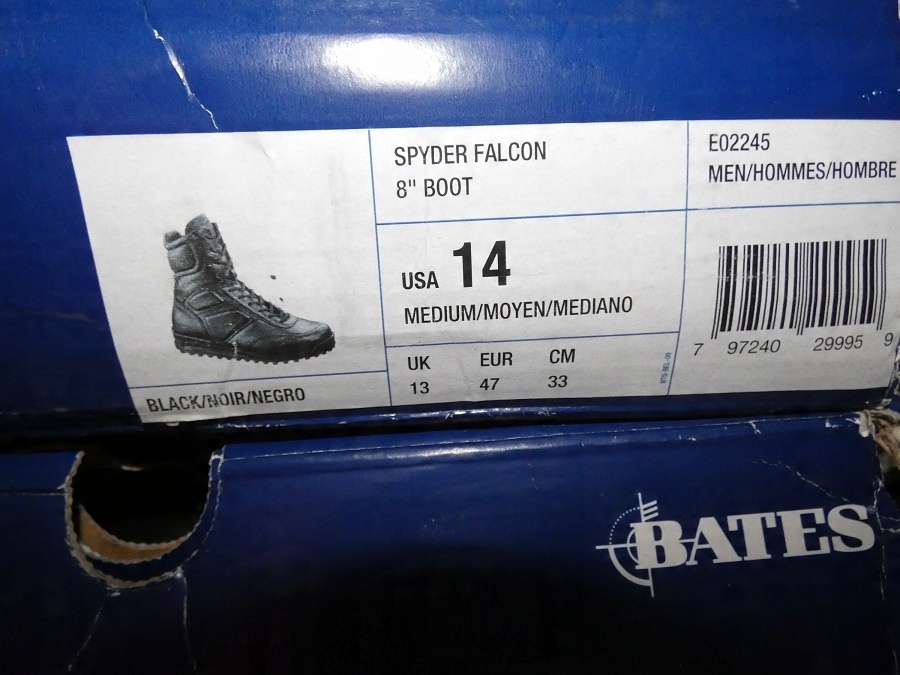 SPYDER FALCON
8" BOOT
E02245
MEN/HOMMES/HOMBRE
USA 14
MEDIUM/MOYEN/MEDIANO
UK EUR CM
13 47 33
7 97240 29995 9
BLACK/NOIR/NEGRO
BATES